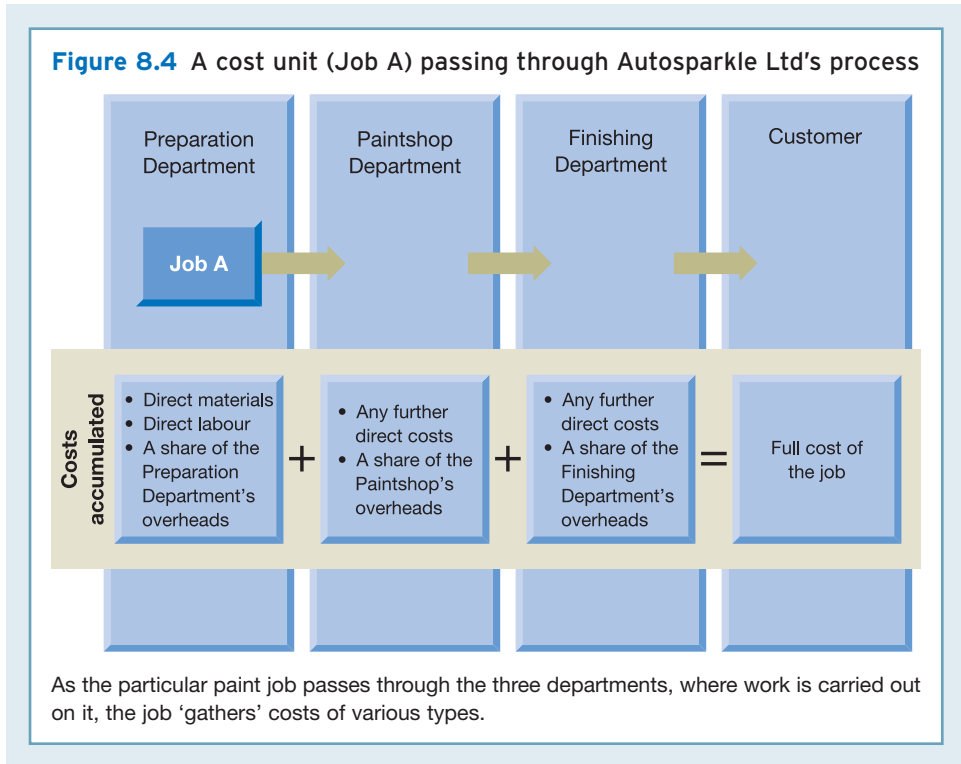 Figure 8.4 A cost unit (Job A) passing through Autosparkle Ltd's process
Preparation
Department
Paintshop
Department
Finishing
Department
Customer
Job A
Costs
accumulated
• Direct materials
• Direct labour
• A share of the
Preparation
Department's
overheads
+
• Any further
direct costs
• A share of the
Paintshop's
overheads
+
• Any further
direct costs
• A share of the
Finishing
Department's
overheads
=
Full cost of
the job
As the particular paint job passes through the three departments, where work is carried out
on it, the job ‘gathers’ costs of various types.